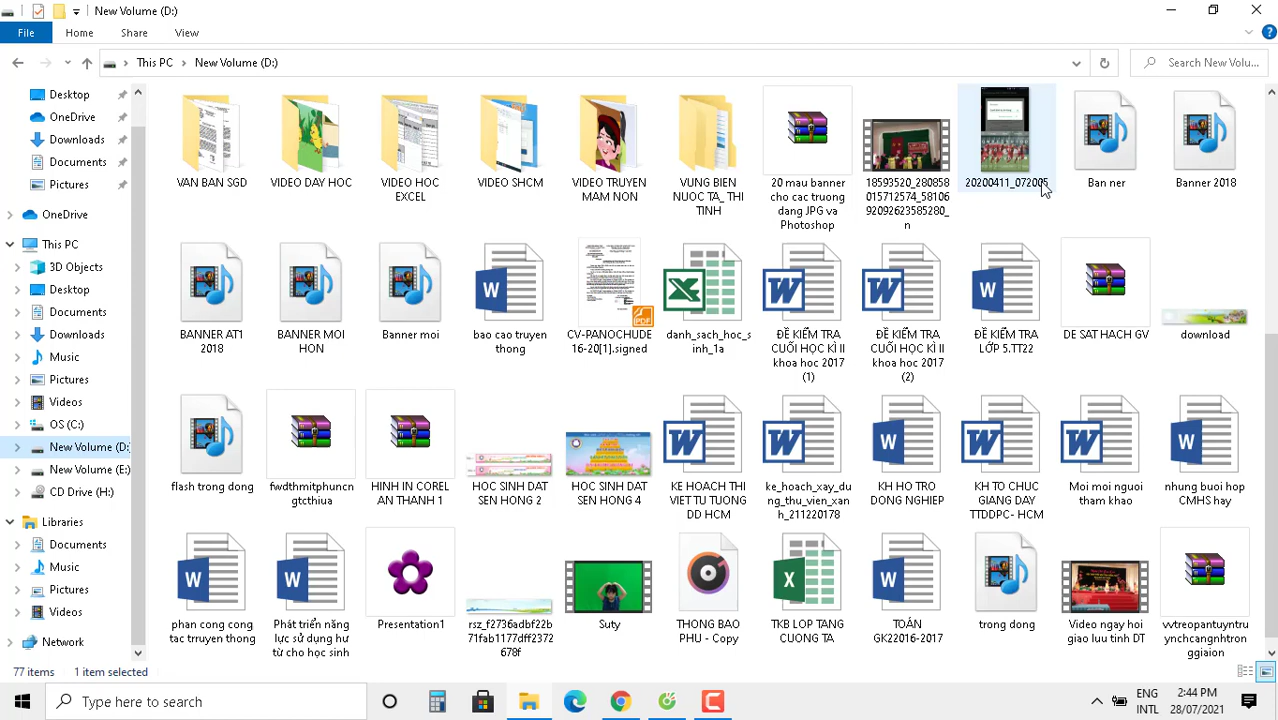 New Volume (D:)
File Home Share View
This PC New Volume (D:)
Search New Volu...
Desktop
OneDrive
Downloads
Documents
Pictures
OneDrive
This PC
3D Objects
Desktop
Documents
Downloads
Music
Pictures
Videos
OS (C:)
New Volume (D:
New Volume (E:)
CD Drive (H:)
Libraries
Documents
Music
Pictures
Videos
Network
VAN BAN SGD
VIDEO DAY HOC
VIDEO HOC
EXCEL
VIDEO SHCM
VIDEO TRUYEN
MAM NON
VUNG BIEN
NUOC TA_ THI
TINH
20 mau banner
cho cac truong
dang JPG va
Photoshop
18593520_280858
015712574_58106
92092623585280_
n
20200411_072005
Ban ner
Banner 2018
BANNER AT1
2018
BANNER MOI
HON
Banner moi
bao cao truyen
thong
CV-PANOCHUDE
16-20[1].signed
danh_sach_hoc_s
inh_1a
ĐỀ KIỂM TRA
CUỐI HỌC KÌ II
khoa hoc 2017
(1)
ĐỀ KIỂM TRA
CUỐI HỌC KÌ II
khoa hoc 2017
(2)
ĐỀ KIỂM TRA
LỚP 5.TT22
DE SAT HACH GV
download
flash trong dong
fwdthmitphuncn
gtcthiua
HINH IN COREL
AN THANH 1
HOC SINH DAT
SEN HONG 2
HOC SINH DAT
SEN HONG 4
KE HOACH THI
VIET TU TUONG
DD HCM
ke_hoach_xay_du
ng_thu_vien_xan
h_211220178
KH HO TRO
DONG NGHIEP
KH TO CHUC
GIANG DAY
TTDDPC- HCM
Moi moi nguoi
tham khao
nhung buoi hop
CMHS hay
phan cong cong
tac trruyen thong
Phát triển năng
lực sử dụng hư
từ cho học sinh
Presentation1
rsz_f2736adbf22b
71fab1177dff2372
678f
Suty
THONG BAO
PHU - Copy
TKB LOP TANG
CUONG TA
TOÁN
GK22016-2017
trong dong
Video ngay hoi
giao luu tinh DT
vvtreopantuyntru
yynchcangnhtron
ggiaion
77 items 1 item selected
Type here to search
ENG
INTL
2:44 PM
28/07/2021